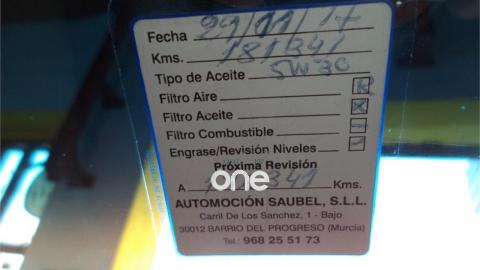 Fecha 29/11/17
Kms. 181341
Tipo de Aceite 5W30
Filtro Aire
Filtro Aceite X
Filtro Combustible
Engrase/Revisión Niveles
Próxima Revisión
A 341 Kms.
one
AUTOMOCIÓN SAUBEL, S.L.L.
Carril De Los Sanchez, 1 - Bajo
30012 BARRIO DEL PROGRESO (Murcia)
Tel.: 968 25 51 73